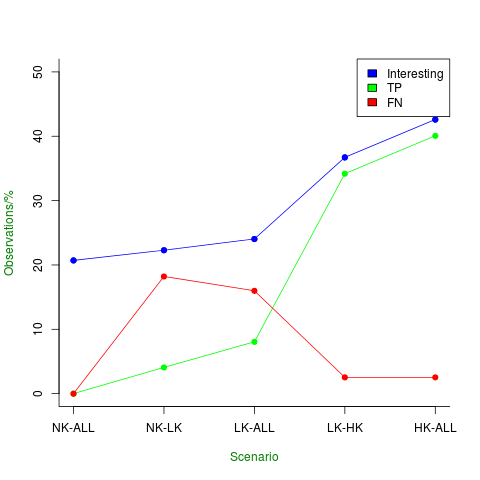 Interesting
TP
FN
50
40
30
20
10
0
Observations/%
NK-ALL NK-LK LK-ALL LK-HK HK-ALL
Scenario